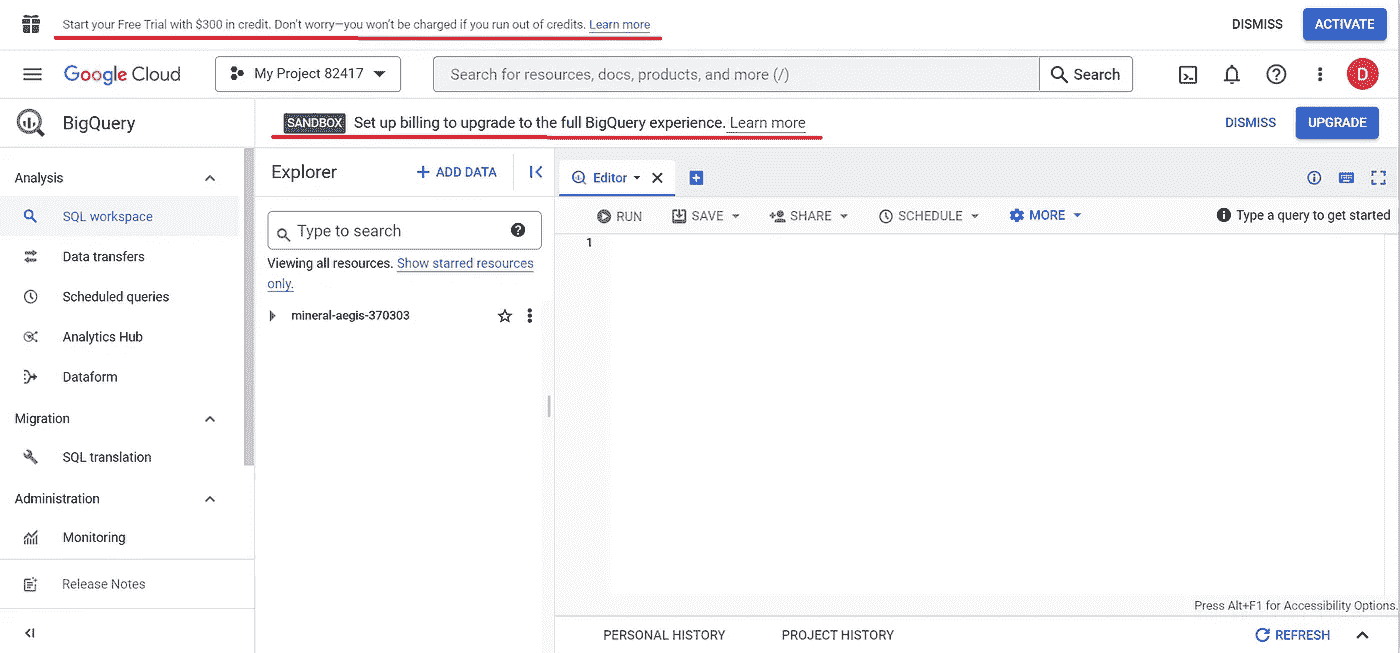 Start your Free Trial with $300 in credit. Don't worry—you won't be charged if you run out of credits. Learn more
DISMISS
ACTIVATE
Google Cloud
My Project 82417
Search for resources, docs, products, and more (/)
Search
D
BigQuery
SANDBOX Set up billing to upgrade to the full BigQuery experience. Learn more
DISMISS
UPGRADE
Analysis
SQL workspace
Data transfers
Scheduled queries
Analytics Hub
Dataform
Migration
SQL translation
Administration
Monitoring
Release Notes
Explorer
+ ADD DATA
Type to search
Viewing all resources. Show starred resources
only.
mineral-aegis-370303
Editor
RUN
SAVE
SHARE
SCHEDULE
MORE
Type a query to get started
1
Press Alt+F1 for Accessibility Options.
PERSONAL HISTORY
PROJECT HISTORY
REFRESH